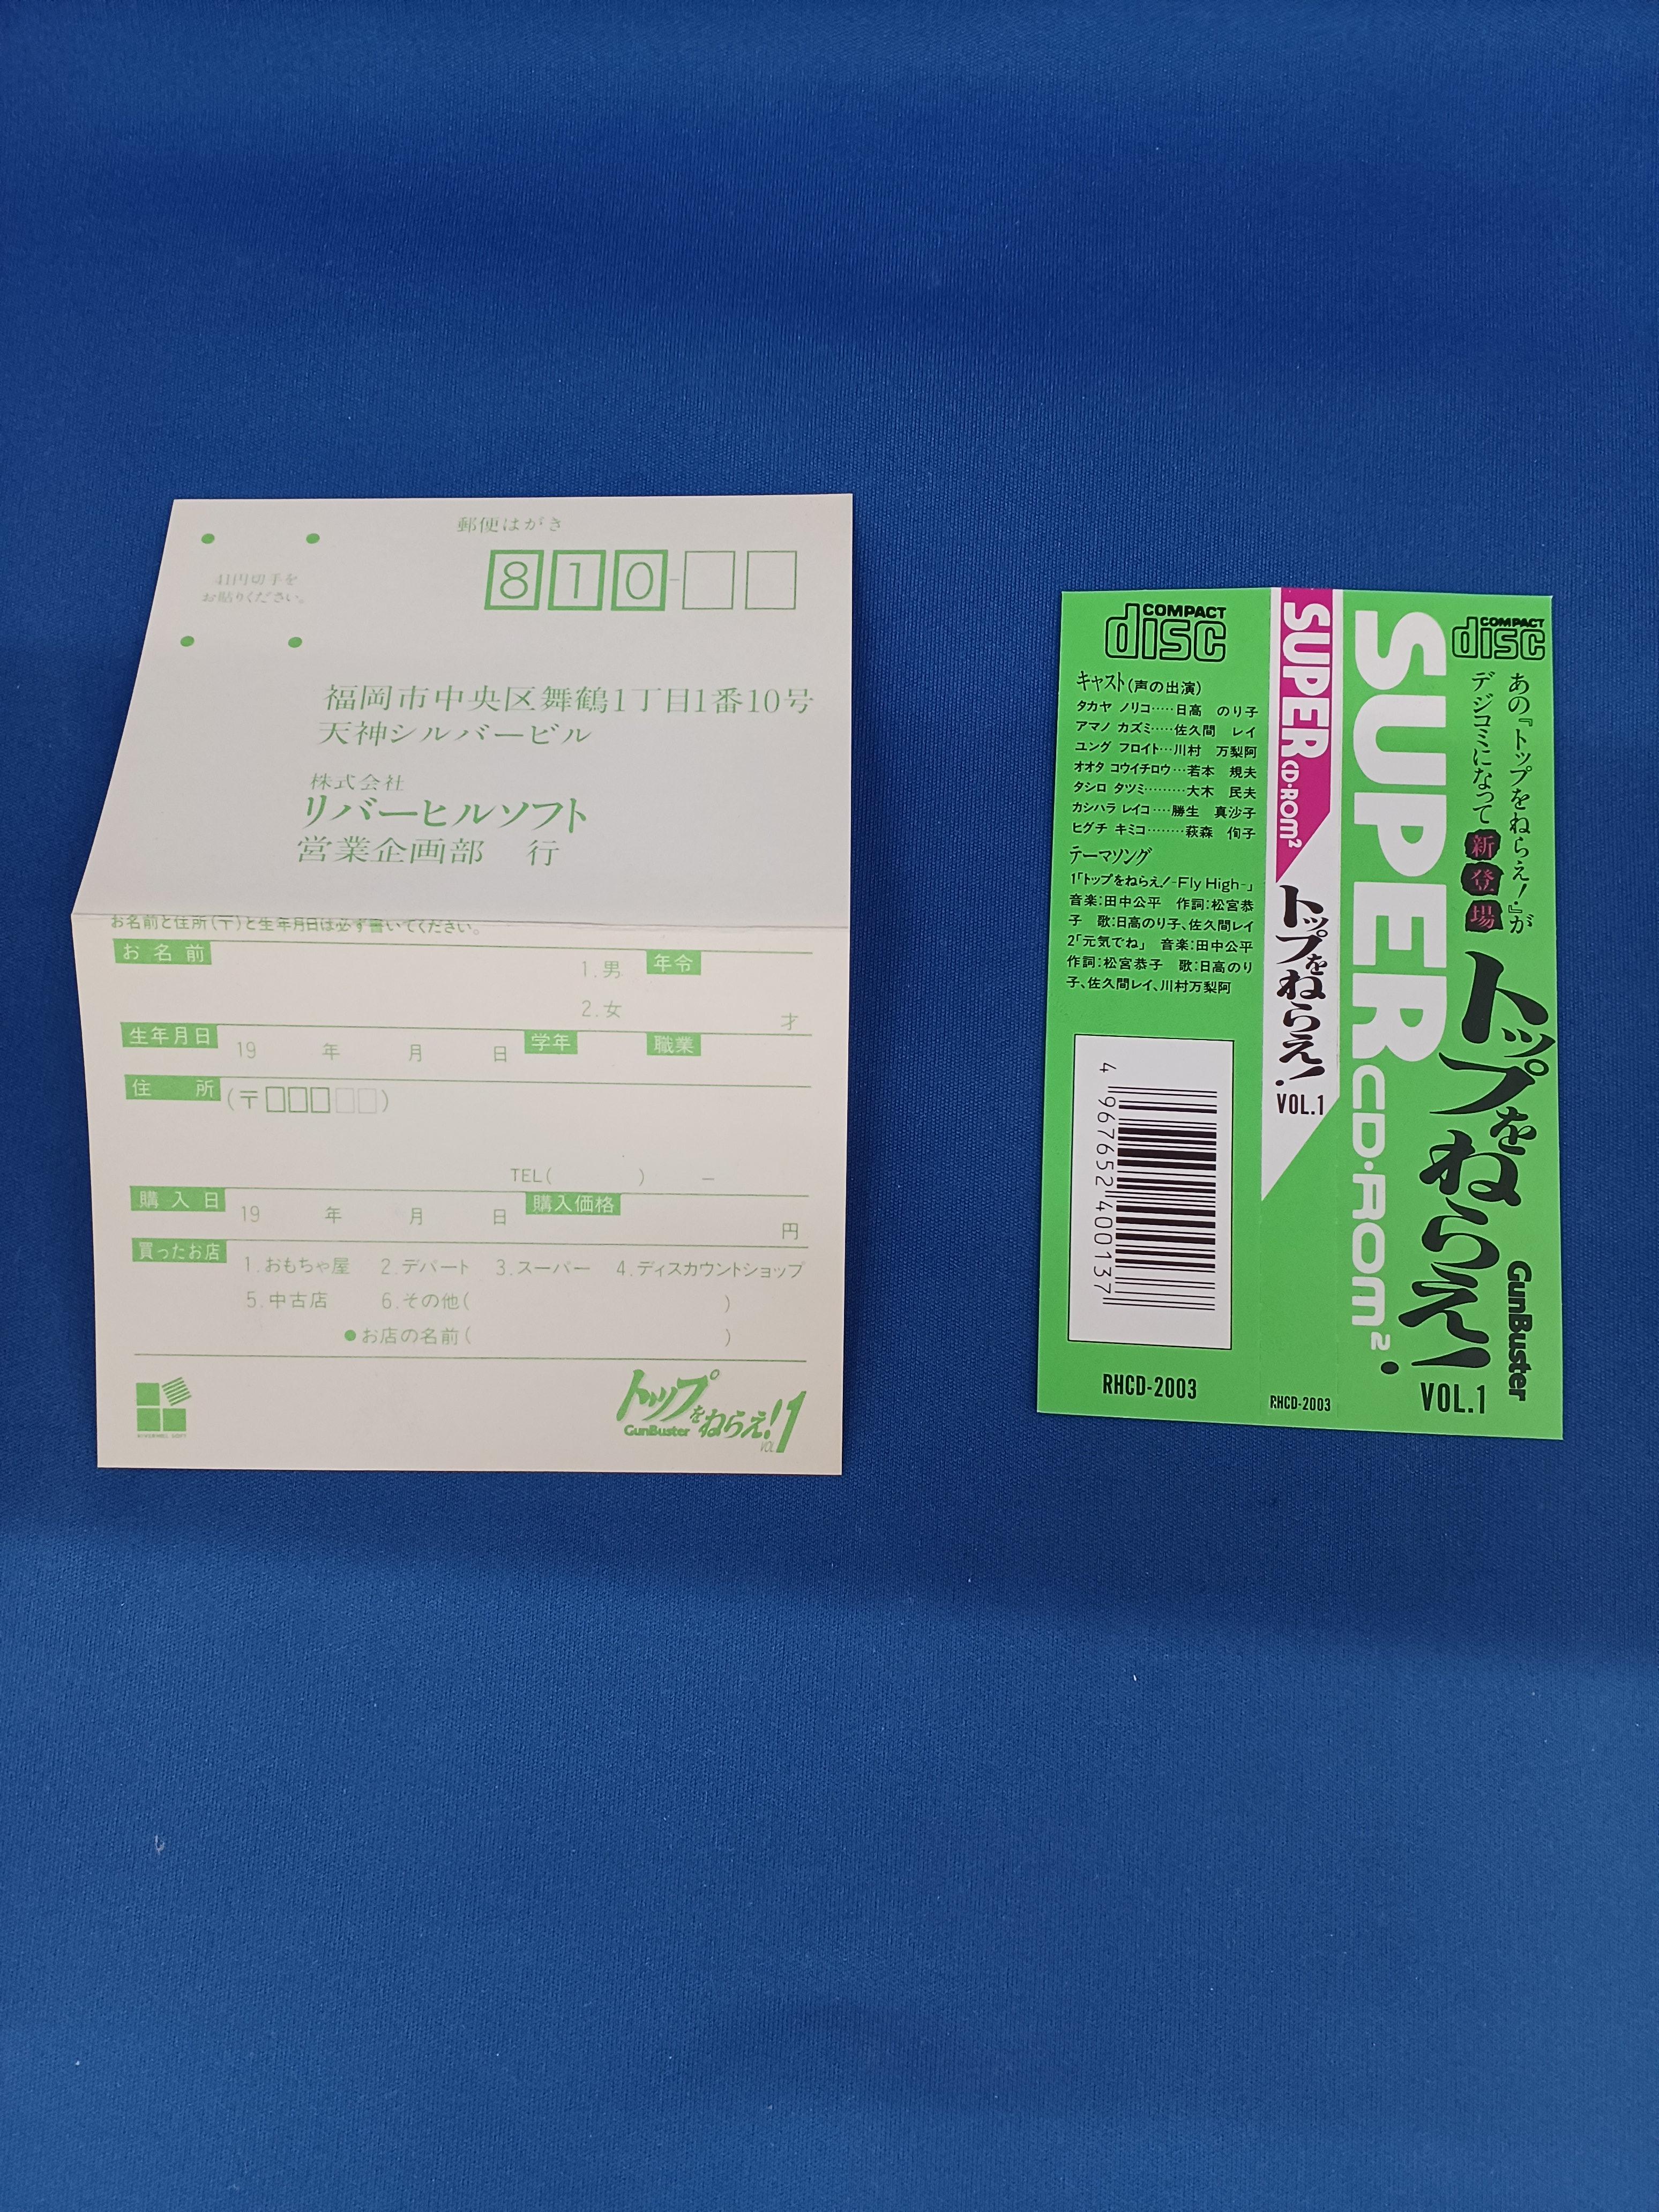 郵便はがき
41円切手を
お貼りください。
810-
福岡市中央区舞鶴1丁目1番10号
天神シルバービル
株式会社
リバーヒルソフト
営業企画部 行
お名前と住所(〒)と生年月日は必ず書いてください。
お名前 1.男 年令
2.女 才
生年月日 19 年 月 日 学年 職業
住 所 (〒 )
TEL( ) −
購入日 19 年 月 日 購入価格 円
買ったお店 1.おもちゃ屋 2.デパート 3.スーパー 4.ディスカウントショップ
5.中古店 6.その他( )
●お店の名前( )
RIVERHILL SOFT
トップをねらえ!
GunBuster
VOL 1
COMPACT
disc
キャスト(声の出演)
タカヤ ノリコ……日高 のり子
アマノ カズミ……佐久間 レイ
ユング フロイト…川村 万梨阿
オオタ コウイチロウ…若本 規夫
タシロ タツミ………大木 民夫
カシハラ レイコ……勝生 真沙子
ヒグチ キミコ………萩森 侚子
テーマソング
1「トップをねらえ!-Fly High-」
音楽:田中公平 作詞:松宮恭
子 歌:日高のり子、佐久間レイ
2「元気でね」 音楽:田中公平
作詞:松宮恭子 歌:日高のり
子、佐久間レイ、川村万梨阿
4 967652 400137
RHCD-2003
SUPER CD-ROM²
トップをねらえ!
VOL.1
RHCD-2003
COMPACT
disc
あの『トップをねらえ!』が
デジコミになって新登場
SUPER CD-ROM²
トップをねらえ!
GunBuster
VOL.1